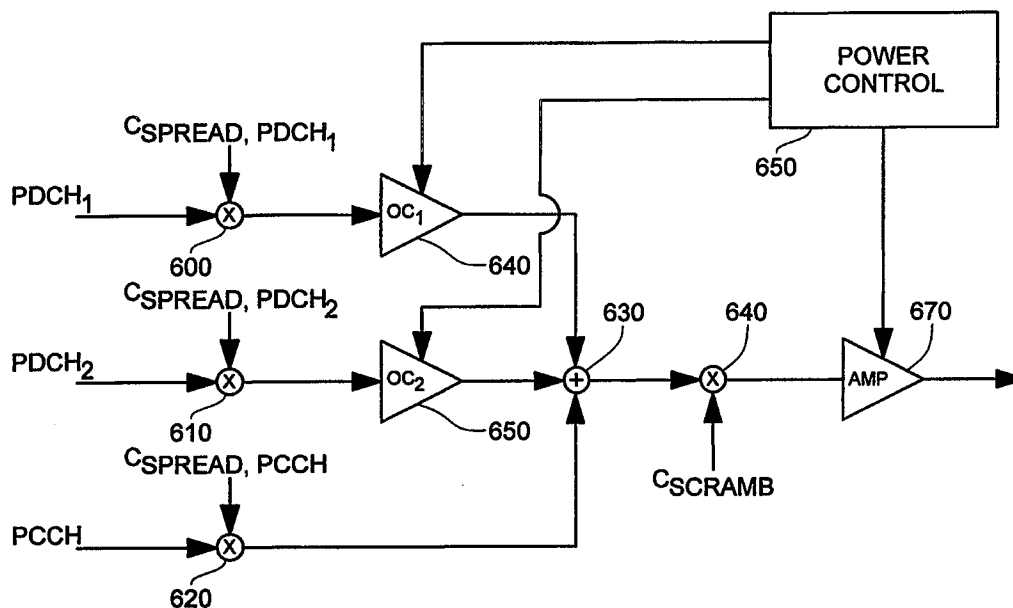 POWER
CONTROL
650
CSPREAD, PDCH1
PDCH1
600
OC1
640
CSPREAD, PDCH2
PDCH2
610
OC2
650
630
640
670
AMP
CSPREAD, PCCH
CSCRAMB
PCCH
620